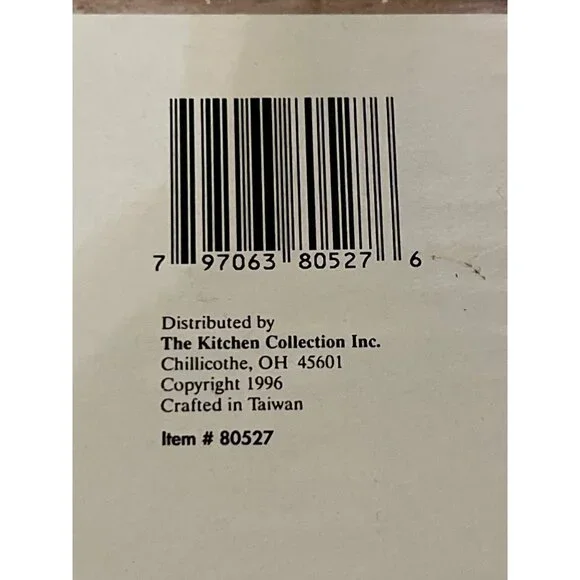 7 97063 80527 6
Distributed by
The Kitchen Collection Inc.
Chillicothe, OH 45601
Copyright 1996
Crafted in Taiwan
Item # 80527